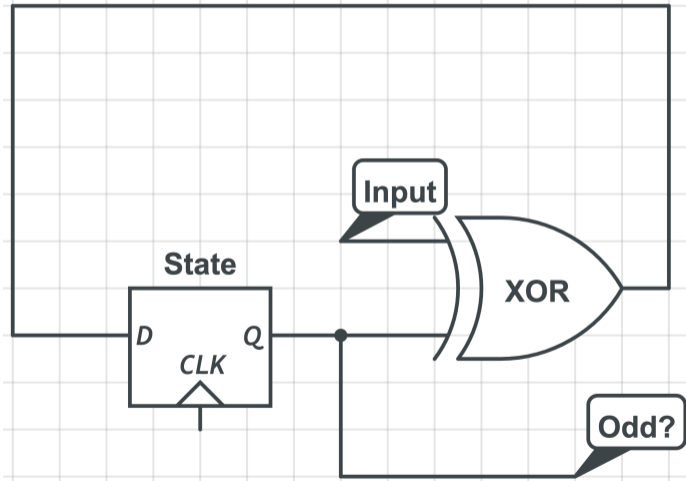 Input
State
XOR
D
Q
CLK
Odd?